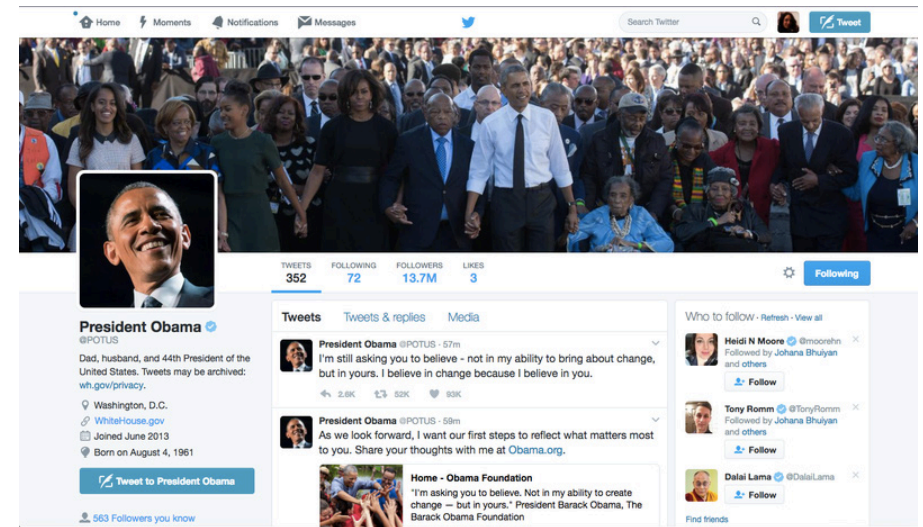 Home Moments Notifications Messages Search Twitter Tweet
TWEETS FOLLOWING FOLLOWERS LIKES
352 72 13.7M 3
Following
President Obama
@POTUS
Dad, husband, and 44th President of the
United States. Tweets may be archived:
wh.gov/privacy.
Washington, D.C.
WhiteHouse.gov
Joined June 2013
Born on August 4, 1961
Tweet to President Obama
563 Followers you know
Tweets Tweets & replies Media
President Obama @POTUS · 57m
I'm still asking you to believe - not in my ability to bring about change,
but in yours. I believe in change because I believe in you.
2.6K 52K 93K
President Obama @POTUS · 59m
As we look forward, I want our first steps to reflect what matters most
to you. Share your thoughts with me at Obama.org.
Home - Obama Foundation
"I'm asking you to believe. Not in my ability to create
change — but in yours." President Barack Obama, The
Barack Obama Foundation
Who to follow · Refresh · View all
Heidi N Moore @moorehn
Followed by Johana Bhuiyan
and others
Follow
Tony Romm @TonyRomm
Followed by Johana Bhuiyan
and others
Follow
Dalai Lama @DalaiLama
Follow
Find friends